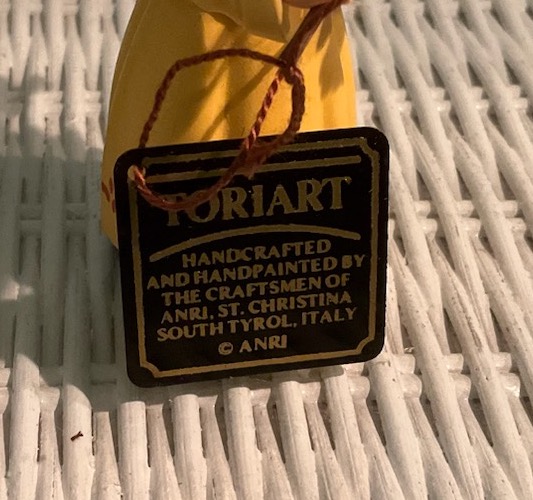 TORIART
HANDCRAFTED
AND HANDPAINTED BY
THE CRAFTSMEN OF
ANRI, ST. CHRISTINA
SOUTH TYROL, ITALY
© ANRI